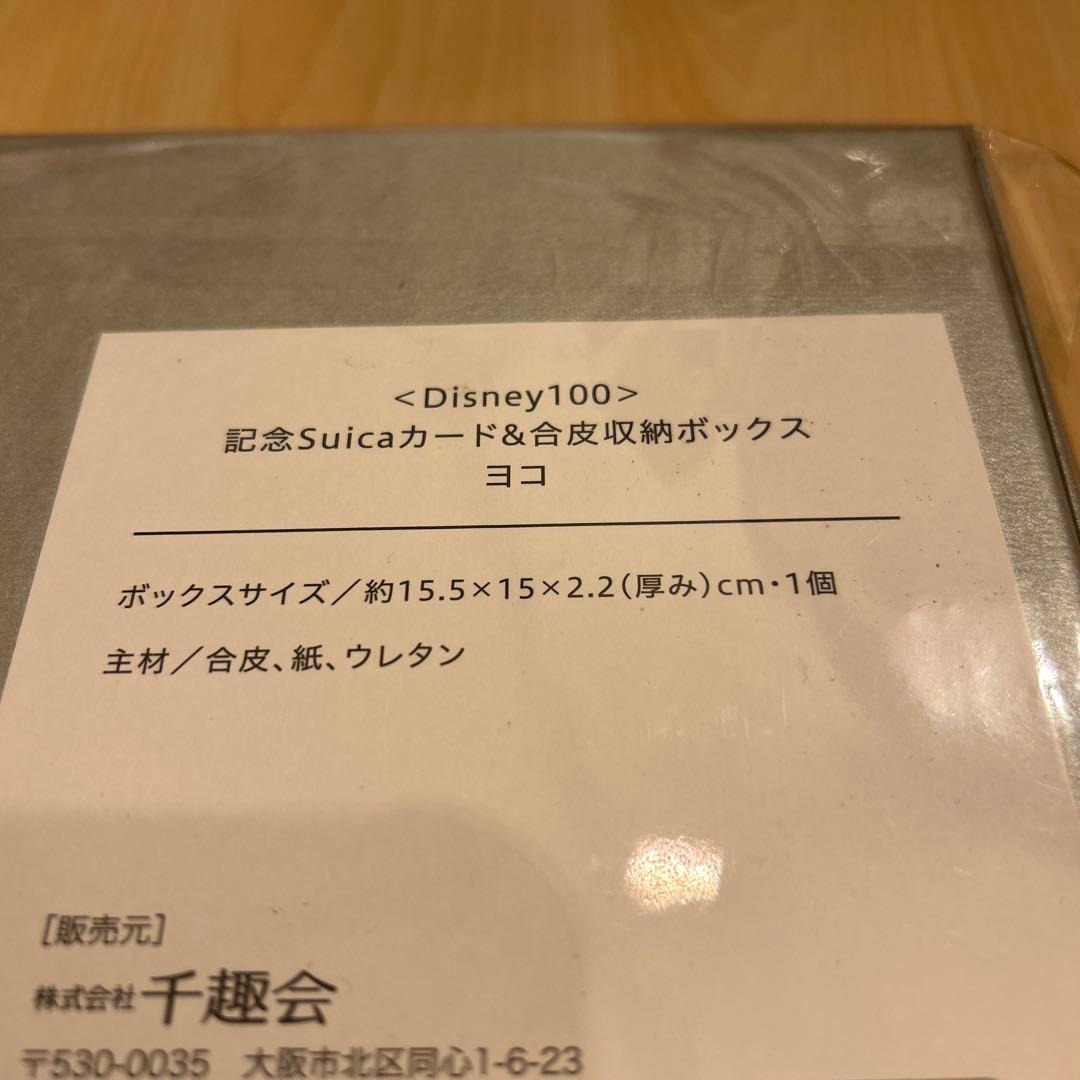 ＜Disney100＞
記念Suicaカード&合皮収納ボックス
ヨコ
ボックスサイズ／約15.5×15×2.2(厚み)cm・1個
主材／合皮、紙、ウレタン
[販売元]
株式会社千趣会
〒530-0035 大阪市北区同心1-6-23